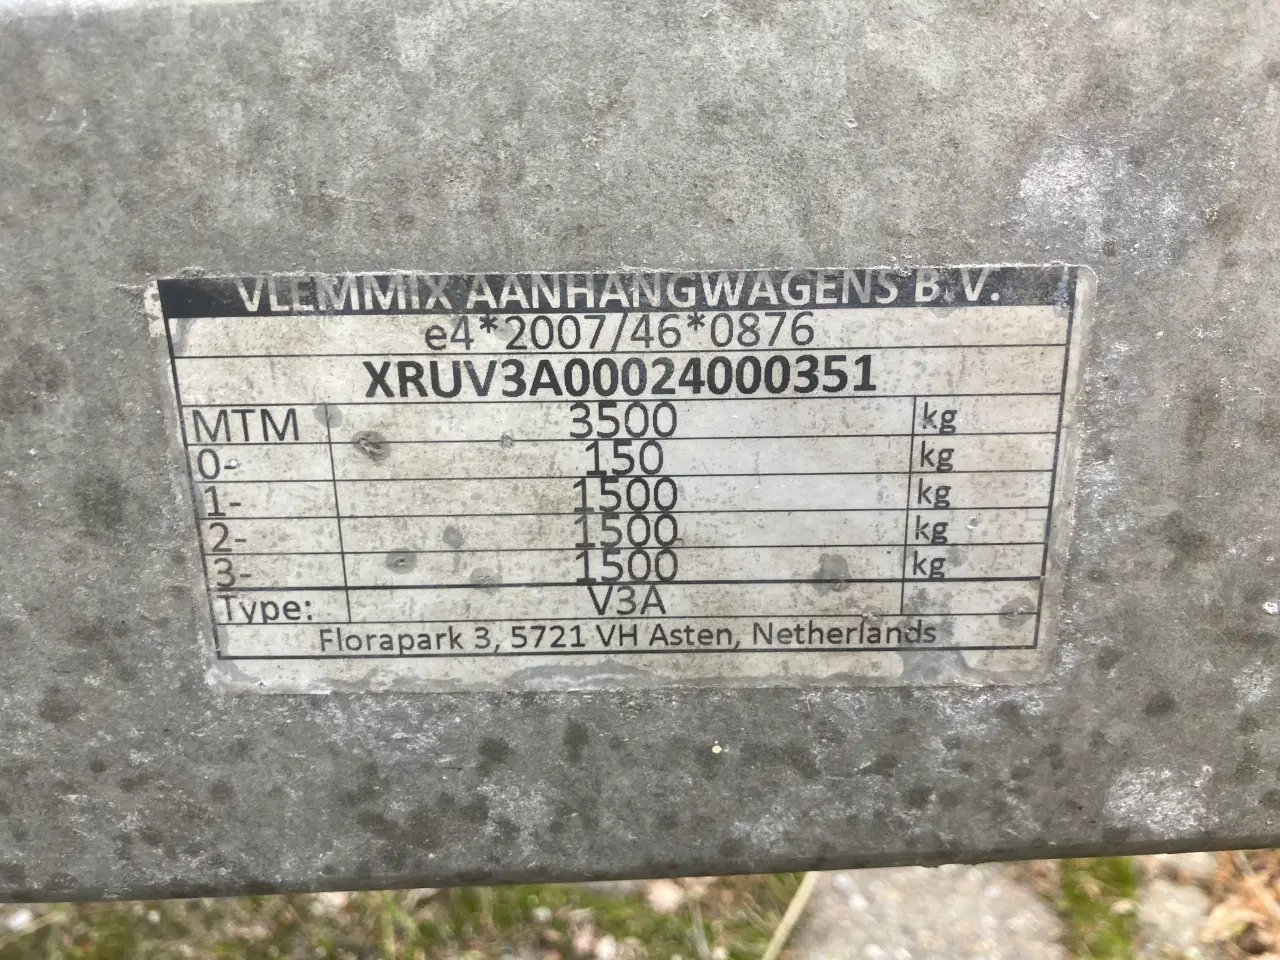 VLEMMIX AANHANGWAGENS B.V.
e4*2007/46*0876
XRUV3A00024000351
MTM 3500 kg
0- 150 kg
1- 1500 kg
2- 1500 kg
3- 1500 kg
Type: V3A
Florapark 3, 5721 VH Asten, Netherlands